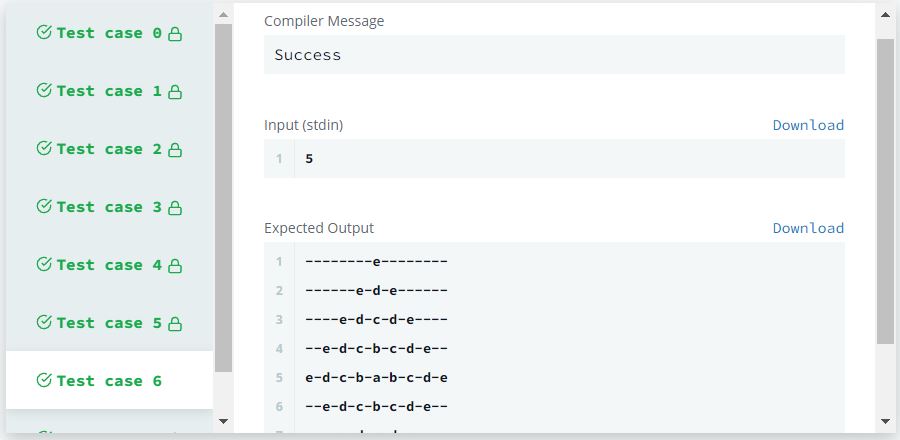 Test case 0
Test case 1
Test case 2
Test case 3
Test case 4
Test case 5
Test case 6
Compiler Message
Success
Input (stdin) Download
1 5
Expected Output Download
1 --------e--------
2 ------e-d-e------
3 ----e-d-c-d-e----
4 --e-d-c-b-c-d-e--
5 e-d-c-b-a-b-c-d-e
6 --e-d-c-b-c-d-e--